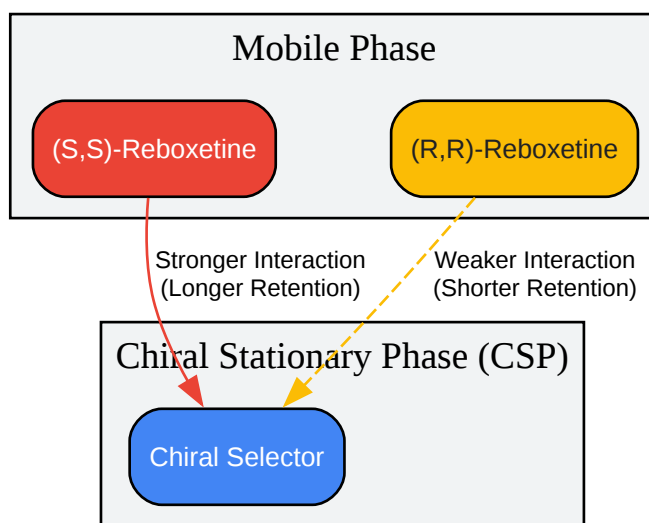 Mobile Phase
(S,S)-Reboxetine
(R,R)-Reboxetine
Stronger Interaction
(Longer Retention)
Weaker Interaction
(Shorter Retention)
Chiral Stationary Phase (CSP)
Chiral Selector